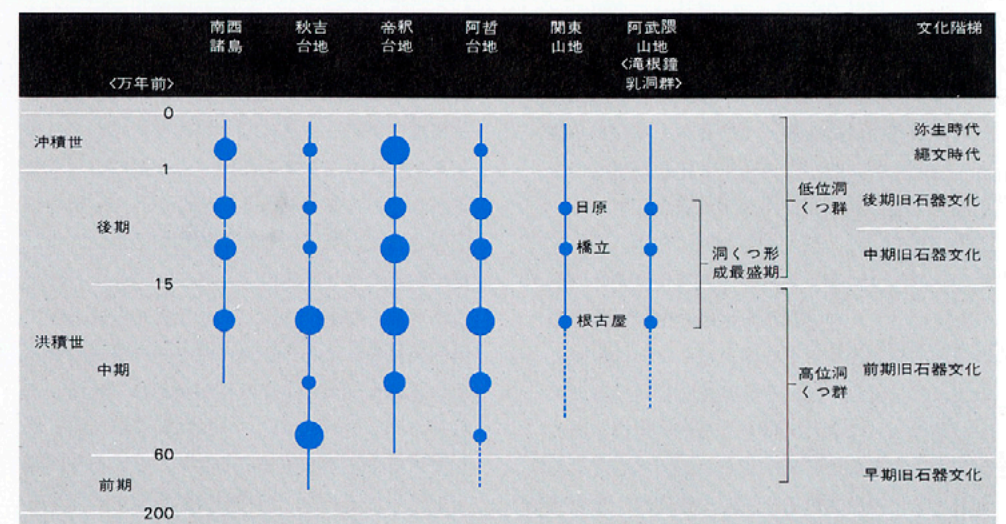 南西
諸島
秋吉
台地
帝釈
台地
阿哲
台地
関東
山地
阿武隈
山地
〈滝根鐘
乳洞群〉
文化階梯
〈万年前〉
0
沖積世
弥生時代
縄文時代
1
後期
日原
橋立
洞くつ形
成最盛期
低位洞
くつ群
後期旧石器文化
中期旧石器文化
15
洪積世
中期
根古屋
高位洞
くつ群
前期旧石器文化
60
前期
早期旧石器文化
200